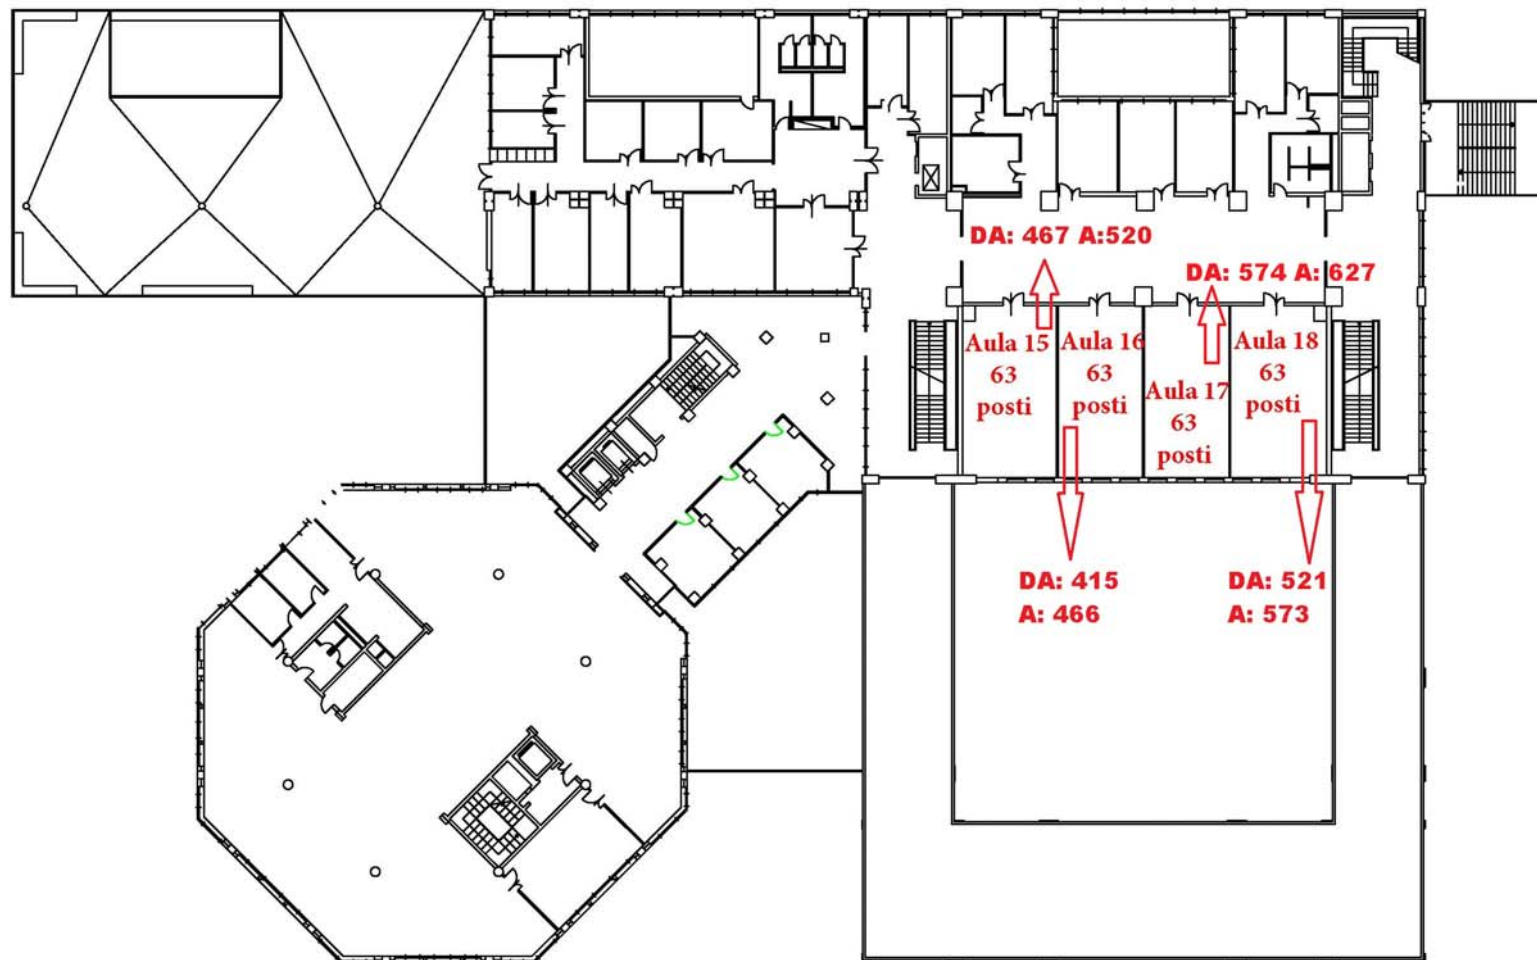 DA: 467 A:520
DA: 574 A: 627
Aula 15
63
posti
Aula 16
63
posti
Aula 17
63
posti
Aula 18
63
posti
DA: 415
A: 466
DA: 521
A: 573